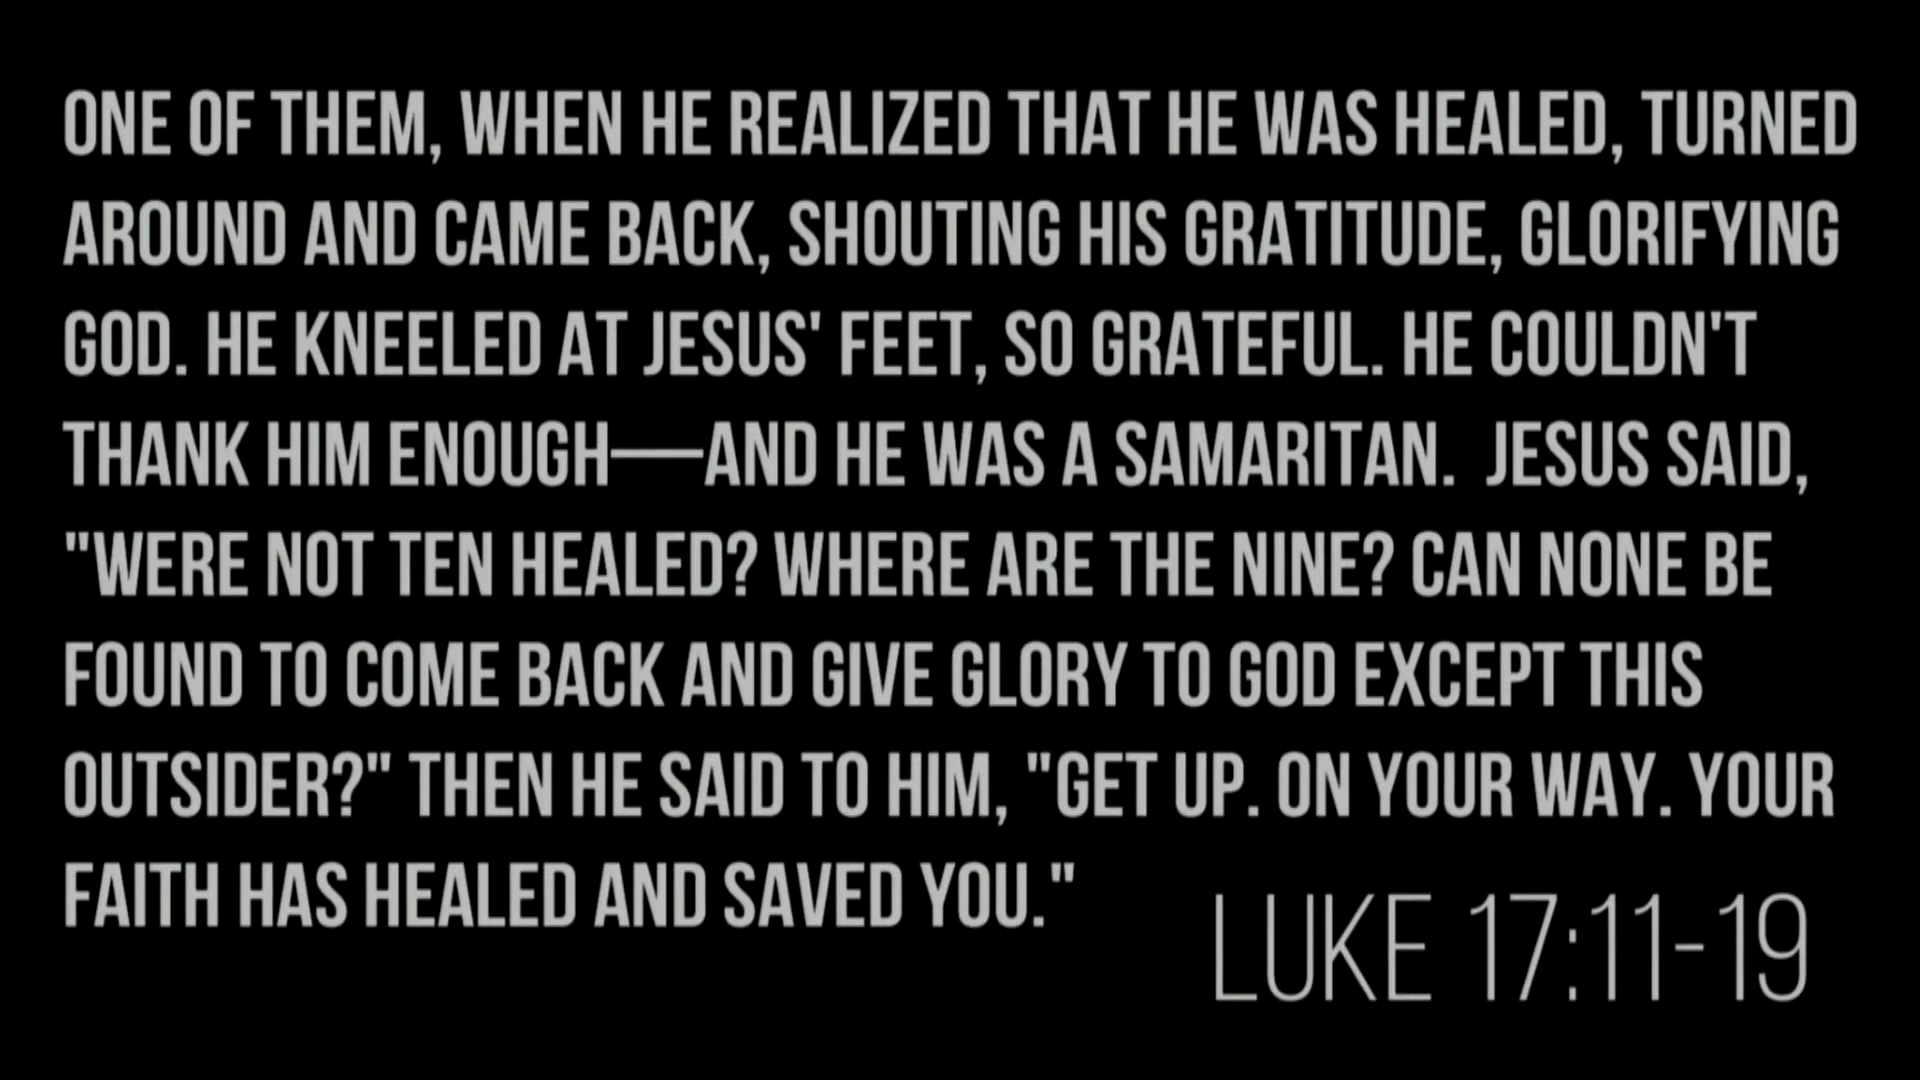 ONE OF THEM, WHEN HE REALIZED THAT HE WAS HEALED, TURNED
AROUND AND CAME BACK, SHOUTING HIS GRATITUDE, GLORIFYING
GOD. HE KNEELED AT JESUS' FEET, SO GRATEFUL. HE COULDN'T
THANK HIM ENOUGH—AND HE WAS A SAMARITAN.  JESUS SAID,
"WERE NOT TEN HEALED? WHERE ARE THE NINE? CAN NONE BE
FOUND TO COME BACK AND GIVE GLORY TO GOD EXCEPT THIS
OUTSIDER?" THEN HE SAID TO HIM, "GET UP. ON YOUR WAY. YOUR
FAITH HAS HEALED AND SAVED YOU."
LUKE 17:11-19